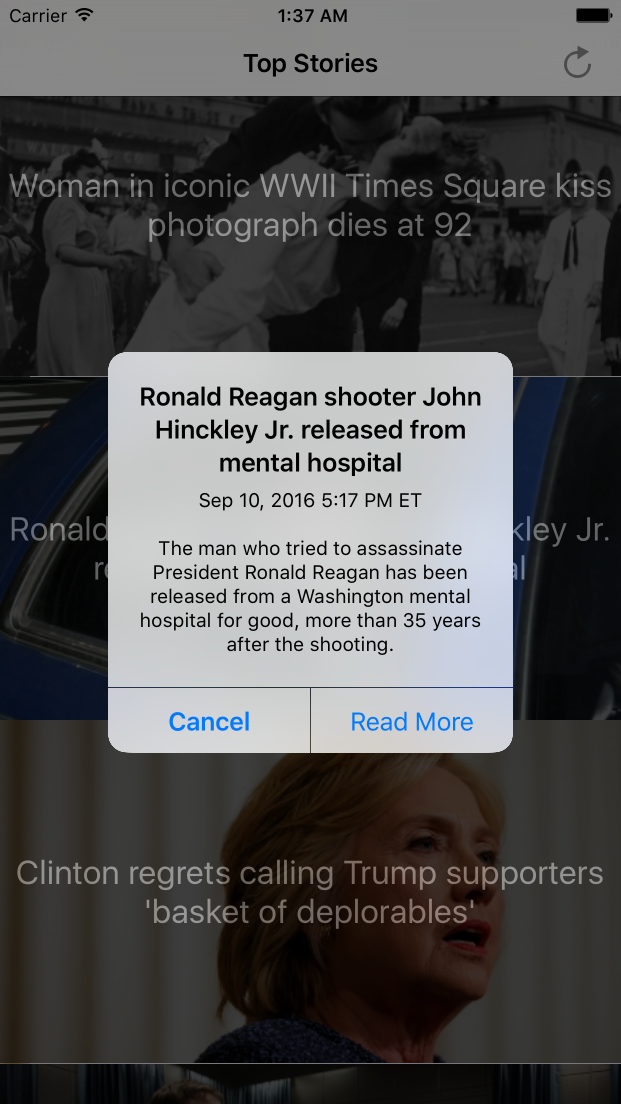 Carrier
1:37 AM
Top Stories
Woman in iconic WWII Times Square kiss
photograph dies at 92
Ronald Reagan shooter John
Hinckley Jr. released from
mental hospital
Sep 10, 2016 5:17 PM ET
The man who tried to assassinate
President Ronald Reagan has been
released from a Washington mental
hospital for good, more than 35 years
after the shooting.
Cancel
Read More
Ronald
kley Jr.
Clinton regrets calling Trump supporters
'basket of deplorables'